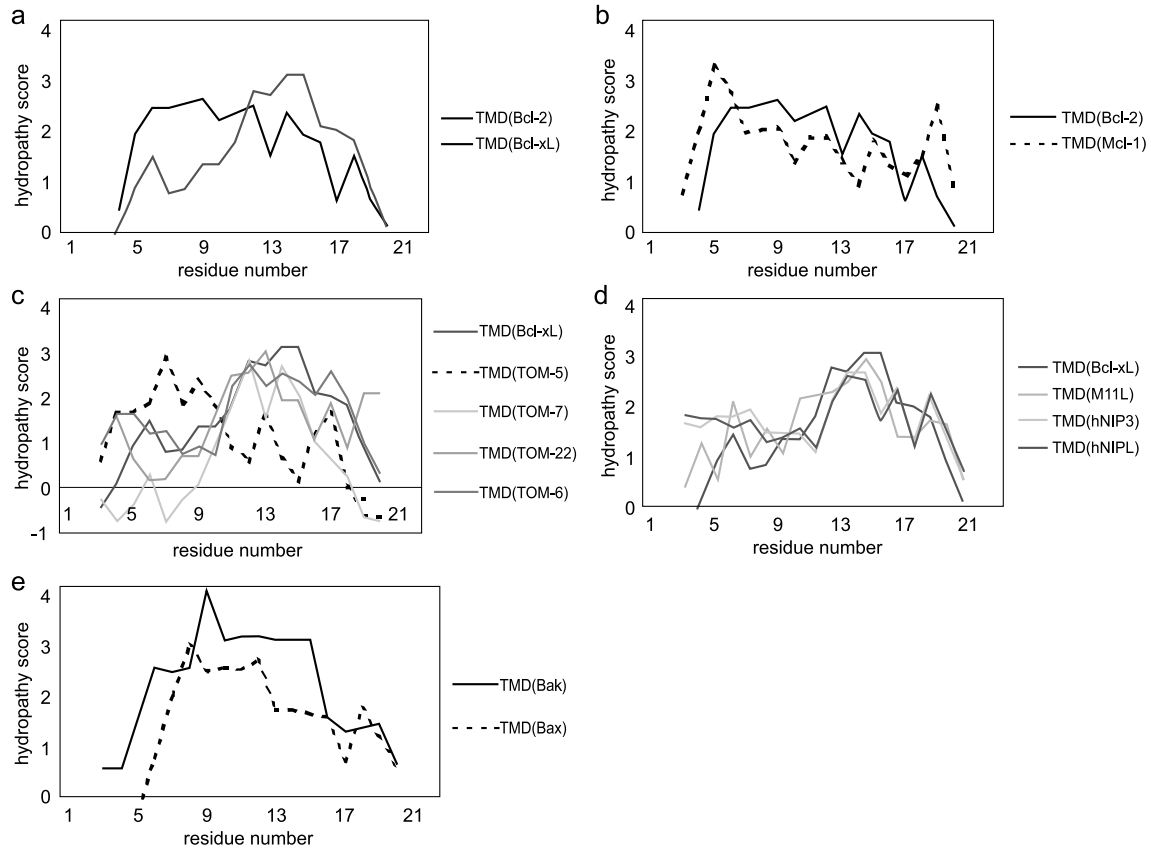 a
hydropathy score
4
3
2
1
0
1 5 9 13 17 21
residue number
TMD(Bcl-2)
TMD(Bcl-xL)
b
hydropathy score
4
3
2
1
0
1 5 9 13 17 21
residue number
TMD(Bcl-2)
TMD(Mcl-1)
c
hydropathy score
4
3
2
1
0
-1
1 5 9 13 17 21
residue number
TMD(Bcl-xL)
TMD(TOM-5)
TMD(TOM-7)
TMD(TOM-22)
TMD(TOM-6)
d
hydropathy score
4
3
2
1
0
1 5 9 13 17 21
residue number
TMD(Bcl-xL)
TMD(M11L)
TMD(hNIP3)
TMD(hNIPL)
e
hydropathy score
4
3
2
1
0
1 5 9 13 17 21
residue number
TMD(Bak)
TMD(Bax)